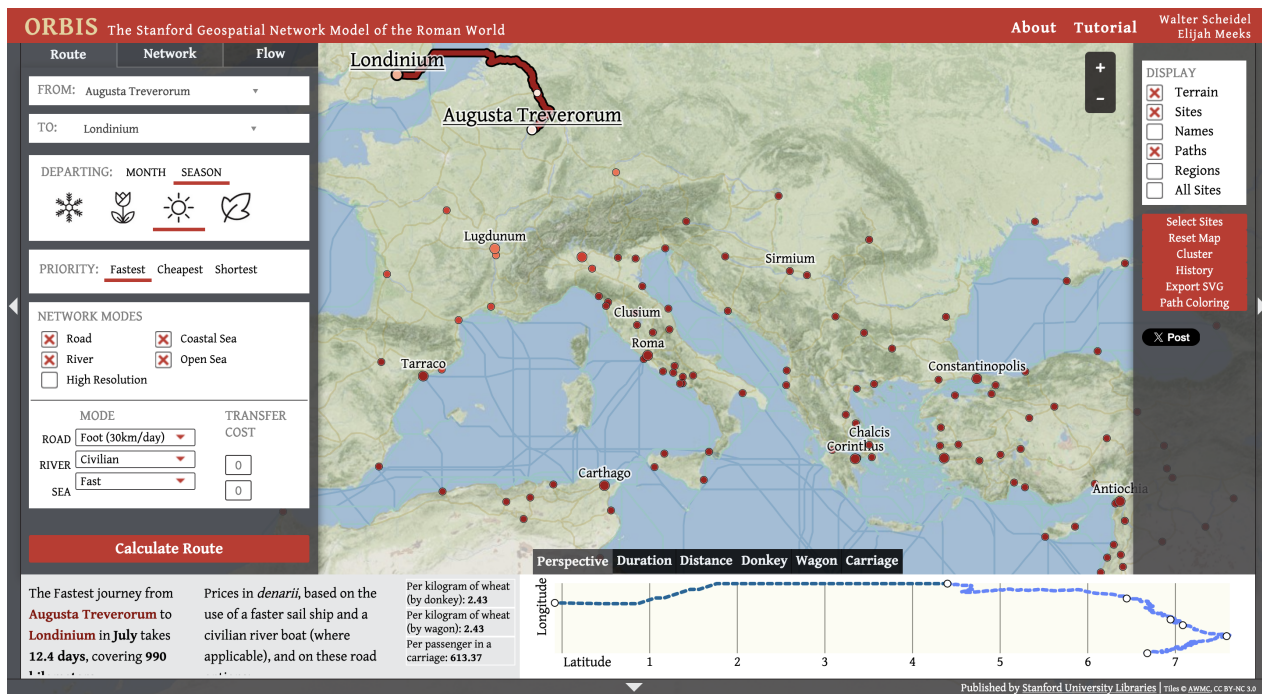 ORBIS The Stanford Geospatial Network Model of the Roman World
About Tutorial
Walter Scheidel
Elijah Meeks
Route Network Flow
FROM: Augusta Treverorum
TO: Londinium
DEPARTING: MONTH SEASON
PRIORITY: Fastest Cheapest Shortest
NETWORK MODES
Road Coastal Sea
River Open Sea
High Resolution
MODE TRANSFER COST
ROAD Foot (30km/day)
RIVER Civilian 0
SEA Fast 0
Calculate Route
Londinium
Augusta Treverorum
Lugdunum
Sirmium
Clusium
Roma
Tarraco
Constantinopolis
Chalcis
Corinthus
Carthago
Antiochia
+
-
DISPLAY
Terrain
Sites
Names
Paths
Regions
All Sites
Select Sites
Reset Map
Cluster
History
Export SVG
Path Coloring
X Post
The Fastest journey from
Augusta Treverorum to
Londinium in July takes
12.4 days, covering 990
Prices in denarii, based on the
use of a faster sail ship and a
civilian river boat (where
applicable), and on these road
Per kilogram of wheat
(by donkey): 2.43
Per kilogram of wheat
(by wagon): 2.43
Per passenger in a
carriage: 613.37
Perspective Duration Distance Donkey Wagon Carriage
Longitude
Latitude 1 2 3 4 5 6 7
Published by Stanford University Libraries | Tiles © AWMC, CC BY-NC 3.0